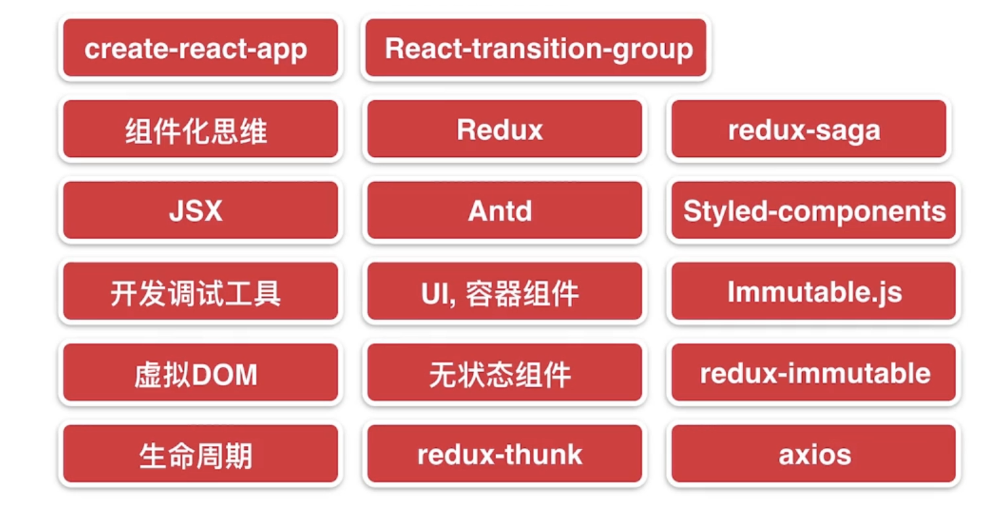 create-react-app
React-transition-group
组件化思维
Redux
redux-saga
JSX
Antd
Styled-components
开发调试工具
UI, 容器组件
Immutable.js
虚拟DOM
无状态组件
redux-immutable
生命周期
redux-thunk
axios